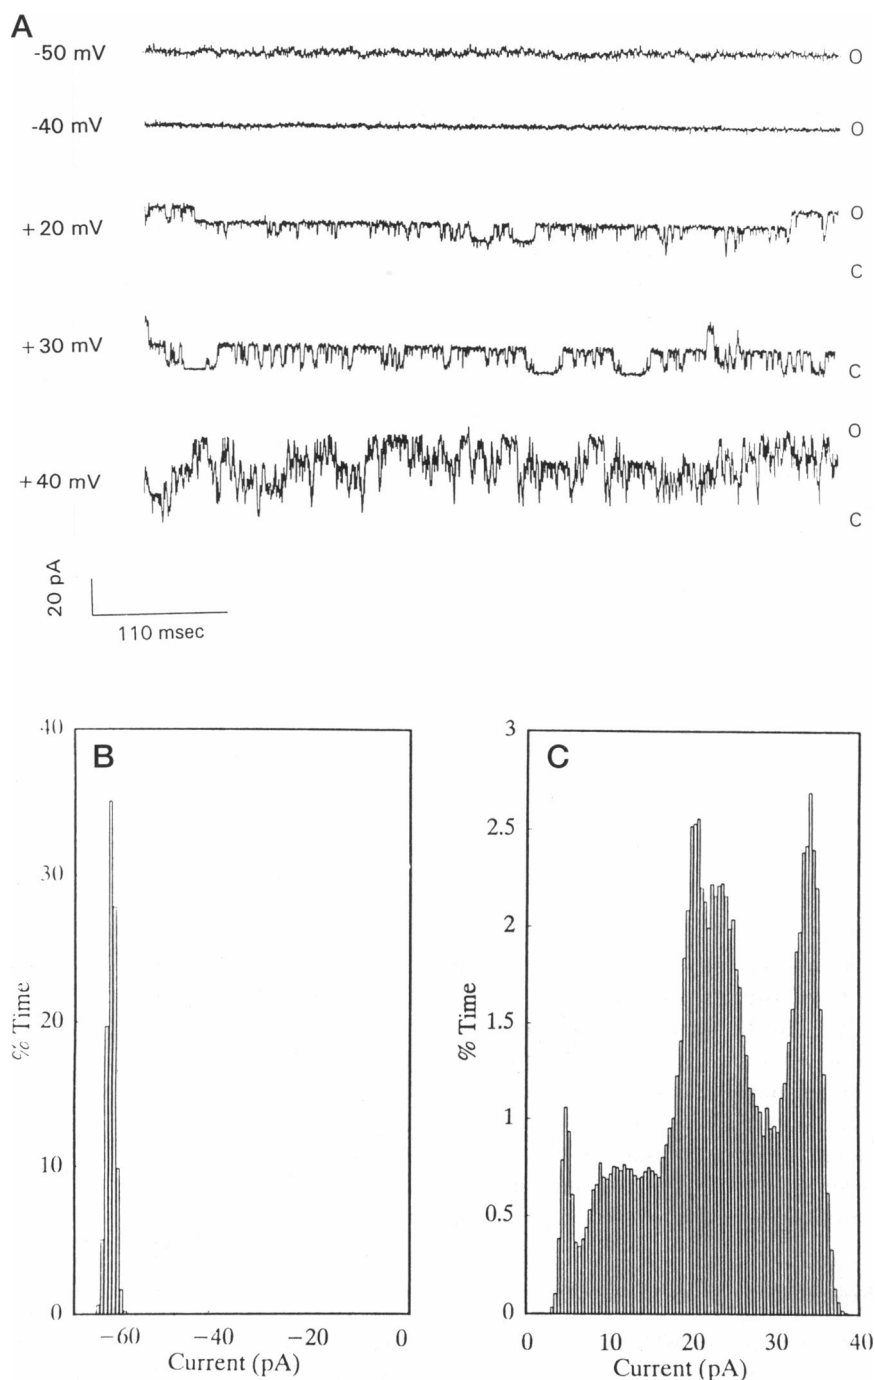 A
-50 mV O
-40 mV O
+20 mV O
C
+30 mV C
O
+40 mV
C
20 pA
110 msec
B
40
30
20
10
0
% Time
−60 −40 −20 0
Current (pA)
C
3
2.5
2
1.5
1
0.5
0
% Time
0 10 20 30 40
Current (pA)